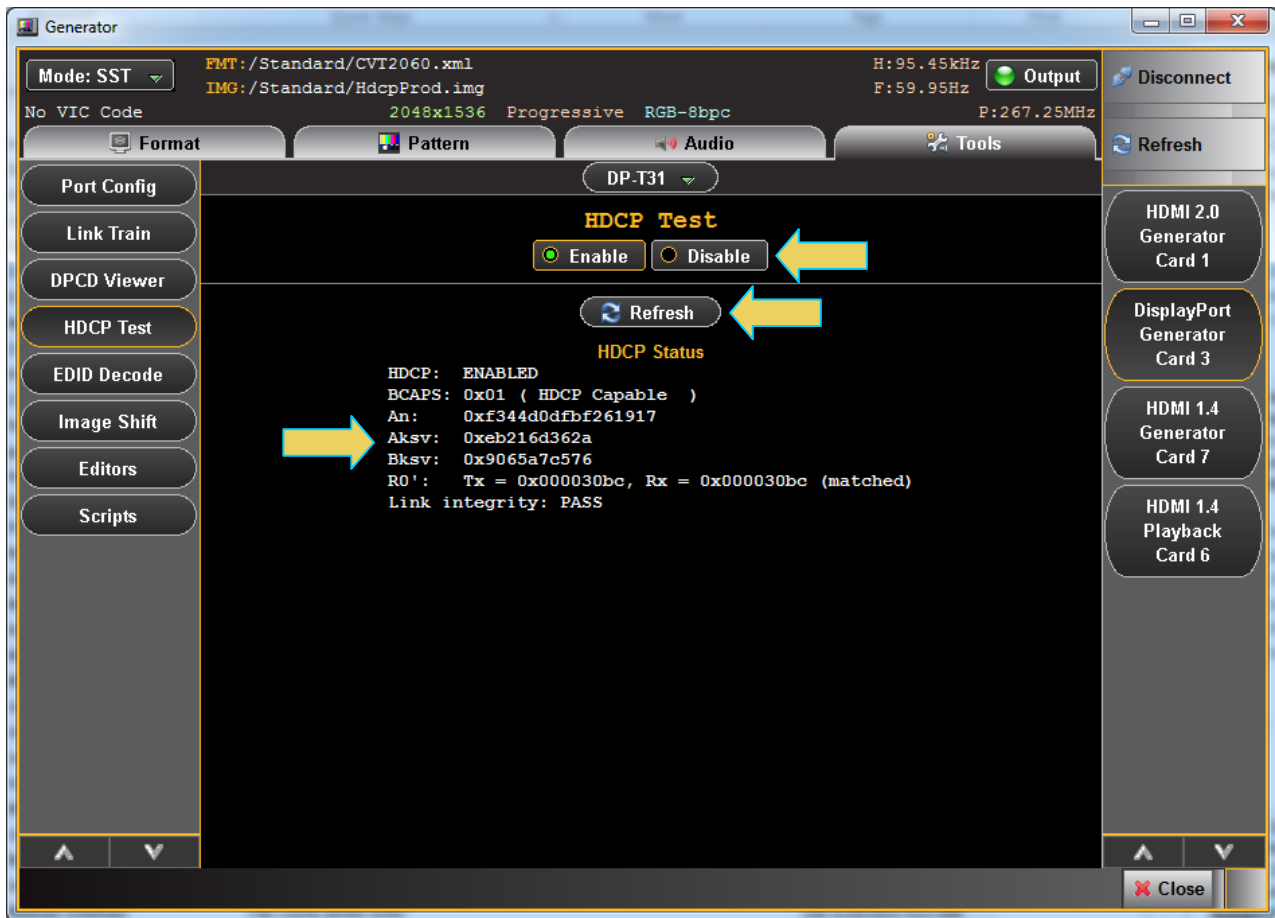 Generator
Mode: SST
FMT:/Standard/CVT2060.xml
H:95.45kHz
Output
Disconnect
IMG:/Standard/HdcpProd.img
F:59.95Hz
No VIC Code
2048x1536 Progressive RGB-8bpc
P:267.25MHz
Format
Pattern
Audio
Tools
Refresh
Port Config
Link Train
DPCD Viewer
HDCP Test
EDID Decode
Image Shift
Editors
Scripts
DP-T31
HDCP Test
Enable
Disable
Refresh
HDCP Status
HDCP: ENABLED
BCAPS: 0x01 ( HDCP Capable )
An: 0xf344d0dfbf261917
Aksv: 0xeb216d362a
Bksv: 0x9065a7c576
R0': Tx = 0x000030bc, Rx = 0x000030bc (matched)
Link integrity: PASS
HDMI 2.0
Generator
Card 1
DisplayPort
Generator
Card 3
HDMI 1.4
Generator
Card 7
HDMI 1.4
Playback
Card 6
Close